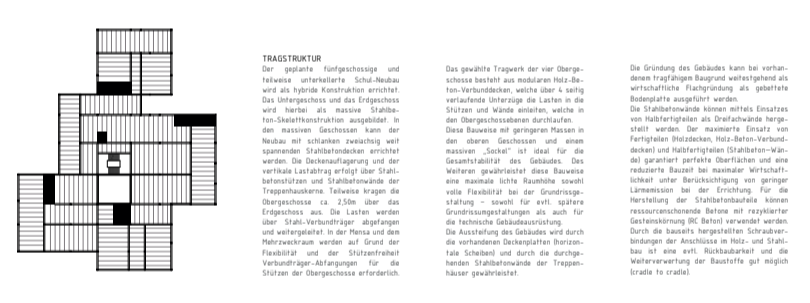 TRAGSTRUKTUR
Der geplante fünfgeschossige und
teilweise unterkellerte Schul-Neubau
wird als hybride Konstruktion errichtet.
Das Untergeschoss und das Erdgeschoss
wird hierbei als massive Stahlbe-
ton-Skelettkonstruktion ausgebildet. In
den massiven Geschossen kann der
Neubau mit schlanken zweiachsig weit
spannenden Stahlbetondecken errichtet
werden. Die Deckenauflagerung und der
vertikale Lastabtrag erfolgt über Stahl-
betonstützen und Stahlbetonwände der
Treppenhauskerne. Teilweise kragen die
Obergeschosse ca. 2,50m über das
Erdgeschoss aus. Die Lasten werden
über Stahl-Verbundträger abgefangen
und weitergeleitet. In der Mensa und dem
Mehrzweckraum werden auf Grund der
Flexibilität und der Stützenfreiheit
Verbundträger-Abfangungen für die
Stützen der Obergeschosse erforderlich.
Das gewählte Tragwerk der vier Oberge-
schosse besteht aus modularen Holz-Be-
ton-Verbunddecken, welche über 4 seitig
verlaufende Unterzüge die Lasten in die
Stützen und Wände einleiten, welche in
den Obergeschossebenen durchlaufen.
Diese Bauweise mit geringeren Massen in
den oberen Geschossen und einem
massiven „Sockel" ist ideal für die
Gesamtstabilität des Gebäudes. Des
Weiteren gewährleistet diese Bauweise
eine maximale lichte Raumhöhe sowohl
volle Flexibilität bei der Grundrissge-
staltung – sowohl für evtl. spätere
Grundrissumgestaltungen als auch für
die technische Gebäudeausrüstung.
Die Aussteifung des Gebäudes wird durch
die vorhandenen Deckenplatten (horizon-
tale Scheiben) und durch die durchge-
henden Stahlbetonwände der Treppen-
häuser gewährleistet.
Die Gründung des Gebäudes kann bei vorhan-
denem tragfähigem Baugrund weitestgehend als
wirtschaftliche Flachgründung als gebettete
Bodenplatte ausgeführt werden.
Die Stahlbetonwände können mittels Einsatzes
von Halbfertigteilen als Dreifachwände herge-
stellt werden. Der maximierte Einsatz von
Fertigteilen (Holzdecken, Holz-Beton-Verbund-
decken) und Halbfertigteilen (Stahlbeton-Wän-
de) garantiert perfekte Oberflächen und eine
reduzierte Bauzeit bei maximaler Wirtschaft-
lichkeit unter Berücksichtigung von geringer
Lärmemission bei der Errichtung. Für die
Herstellung der Stahlbetonbauteile können
ressourcenschonende Betone mit rezyklierter
Gesteinskörnung (RC Beton) verwendet werden.
Durch die bauseits hergestellten Schraubver-
bindungen der Anschlüsse im Holz- und Stahl-
bau ist eine evtl. Rückbaubarkeit und die
Weiterverwertung der Baustoffe gut möglich
(cradle to cradle).